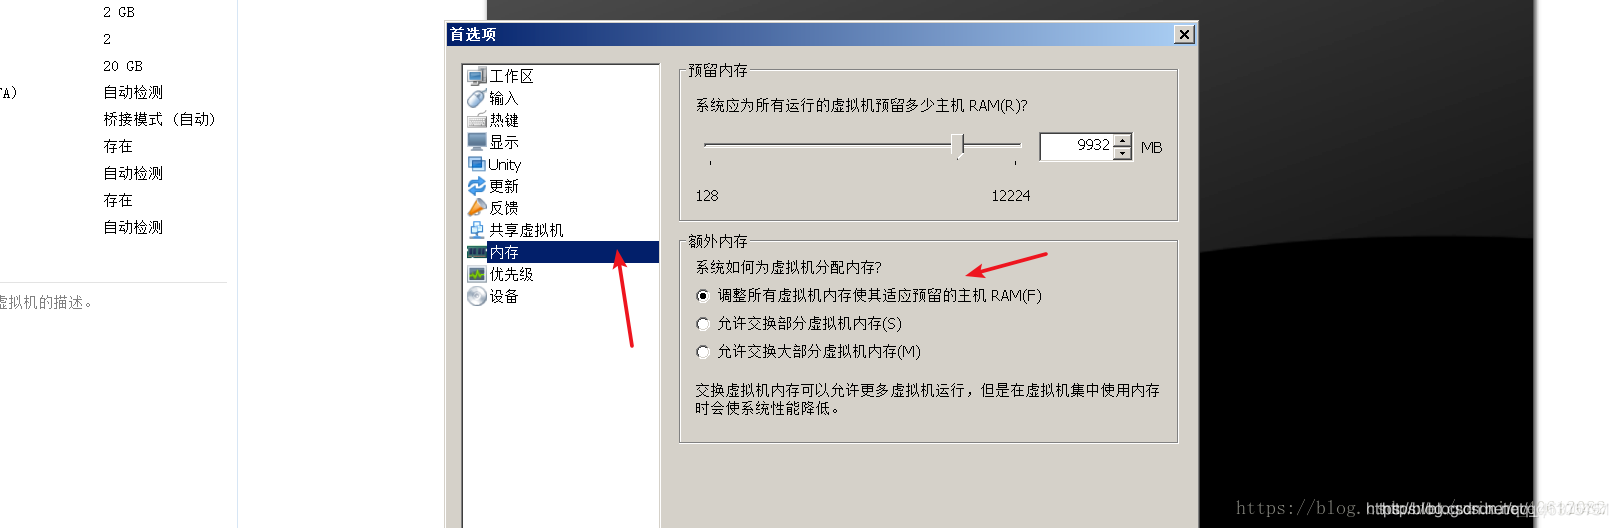 2 GB
2
20 GB
自动检测
桥接模式 (自动)
存在
自动检测
存在
自动检测
虚拟机的描述。
首选项
工作区
输入
热键
显示
Unity
更新
反馈
共享虚拟机
内存
优先级
设备
预留内存
系统应为所有运行的虚拟机预留多少主机 RAM(R)?
9932 MB
128 12224
额外内存
系统如何为虚拟机分配内存?
调整所有虚拟机内存使其适应预留的主机 RAM(F)
允许交换部分虚拟机内存(S)
允许交换大部分虚拟机内存(M)
交换虚拟机内存可以允许更多虚拟机运行，但是在虚拟机集中使用内存
时会使系统性能降低。
https://blog.